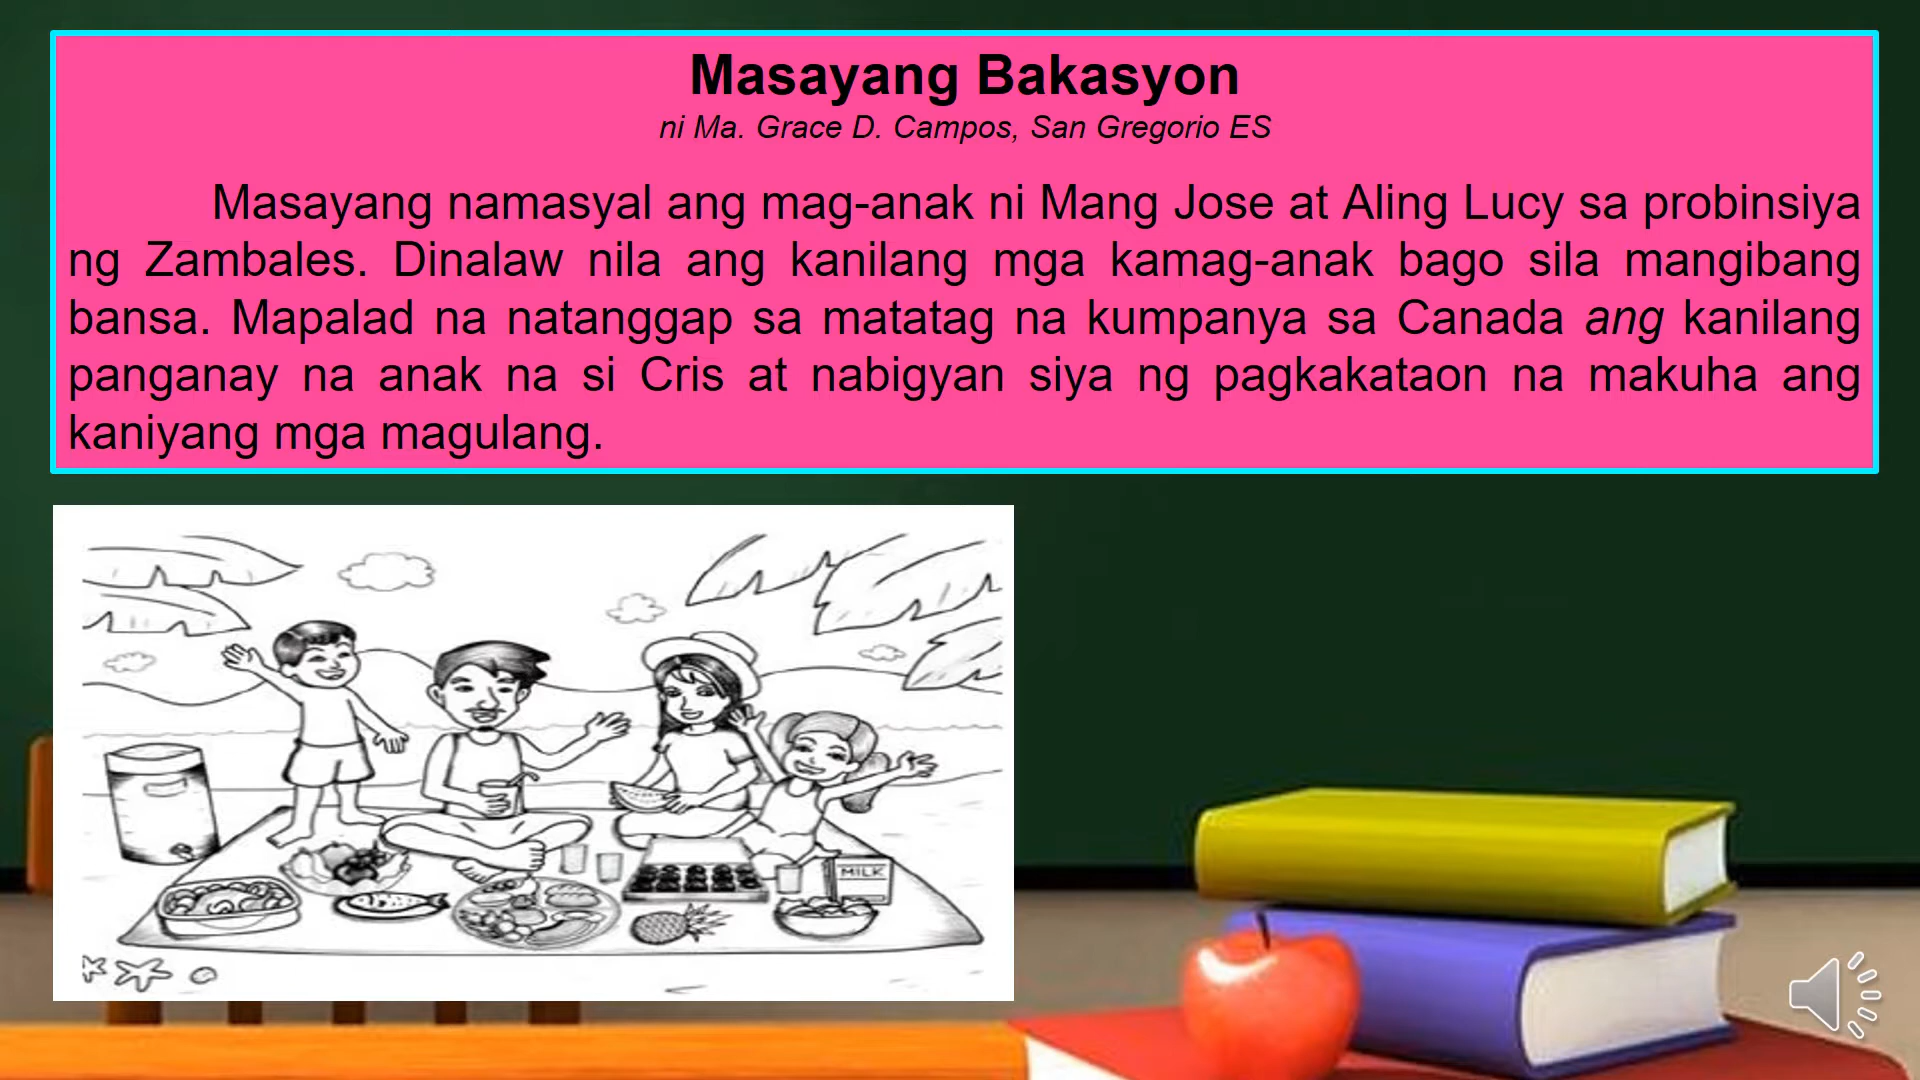 Masayang Bakasyon
ni Ma. Grace D. Campos, San Gregorio ES
Masayang namasyal ang mag-anak ni Mang Jose at Aling Lucy sa probinsiya
ng Zambales. Dinalaw nila ang kanilang mga kamag-anak bago sila mangibang
bansa. Mapalad na natanggap sa matatag na kumpanya sa Canada ang kanilang
panganay na anak na si Cris at nabigyan siya ng pagkakataon na makuha ang
kaniyang mga magulang.
MILK